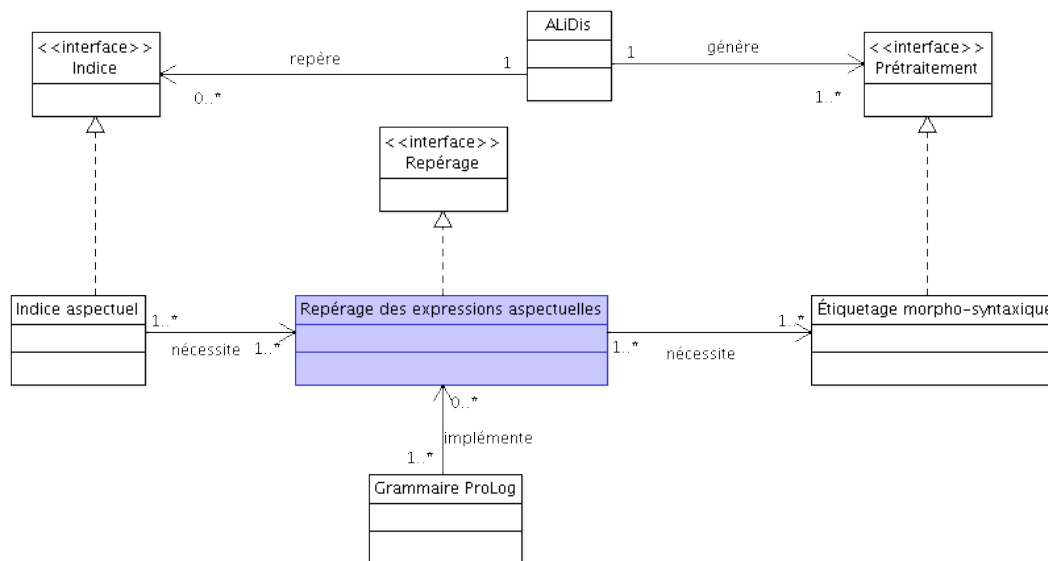 ALiDis
<<interface>>
Indice
<<interface>>
Prétraitement
repère
1
1
génère
0..*
1..*
<<interface>>
Repérage
Indice aspectuel
Repérage des expressions aspectuelles
Étiquetage morpho-syntaxique
1..*
nécessite
1..*
1..*
nécessite
1..*
0..*
implémente
1..*
Grammaire ProLog